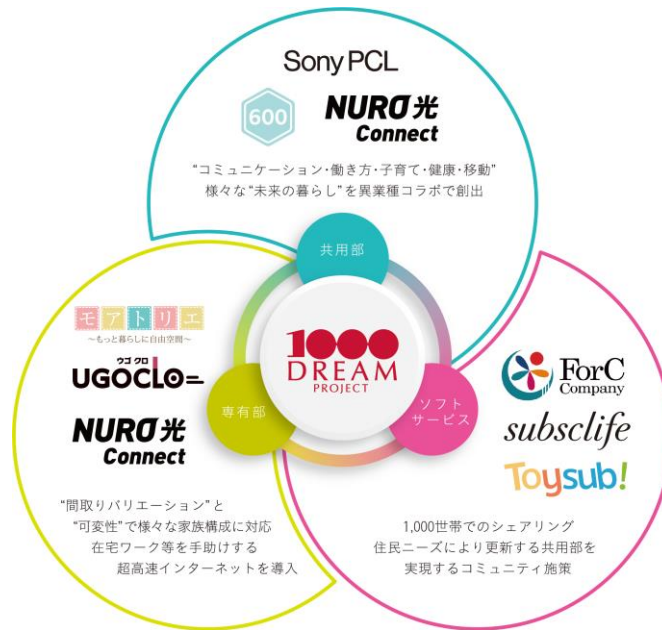 Sony PCL
600
NURO光
Connect
“コミュニケーション・働き方・子育て・健康・移動”
様々な“未来の暮らし”を異業種コラボで創出
共用部
1000
DREAM
PROJECT
専有部
ソフト
サービス
モアトリエ
～もっと暮らしに自由空間～
ウゴクロ
UGOCLO
NURO光
Connect
“間取りバリエーション”と
“可変性”で様々な家族構成に対応
在宅ワーク等を手助けする
超高速インターネットを導入
ForC
Company
subsclife
Toysub!
1,000世帯でのシェアリング
住民ニーズにより更新する共用部を
実現するコミュニティ施策